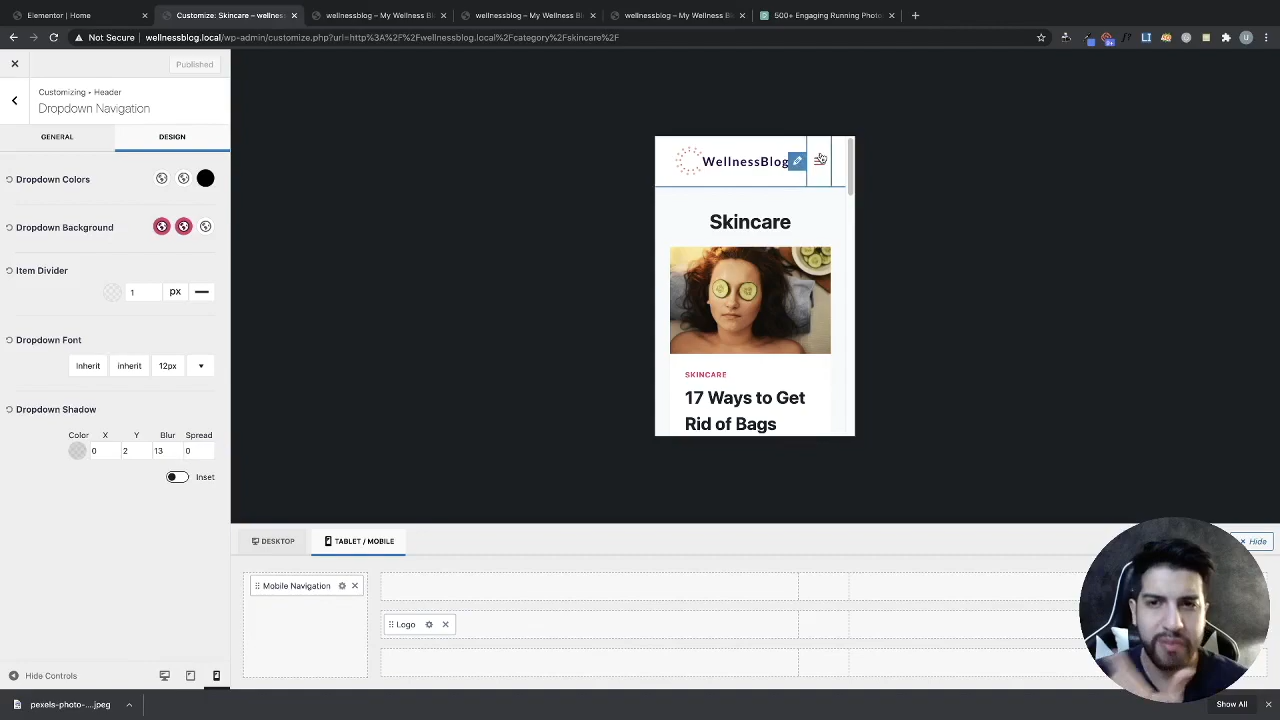 Elementor | Home
Customize: Skincare – wellness
wellnessblog – My Wellness B
wellnessblog – My Wellness Bl
wellnessblog – My Wellness Bl
500+ Engaging Running Photo
Not Secure
wellnessblog.local/wp-admin/customize.php?url=http%3A%2F%2Fwellnessblog.local%2Fcategory%2Fskincare%2F
Published
Customizing • Header
Dropdown Navigation
GENERAL
DESIGN
Dropdown Colors
Dropdown Background
Item Divider
1
px
Dropdown Font
Inherit
inherit
12px
Dropdown Shadow
Color
X
Y
Blur
Spread
0
2
13
0
Inset
WellnessBlog
Skincare
SKINCARE
17 Ways to Get
Rid of Bags
DESKTOP
TABLET / MOBILE
Hide
Mobile Navigation
Logo
Hide Controls
pexels-photo-....jpeg
Show All